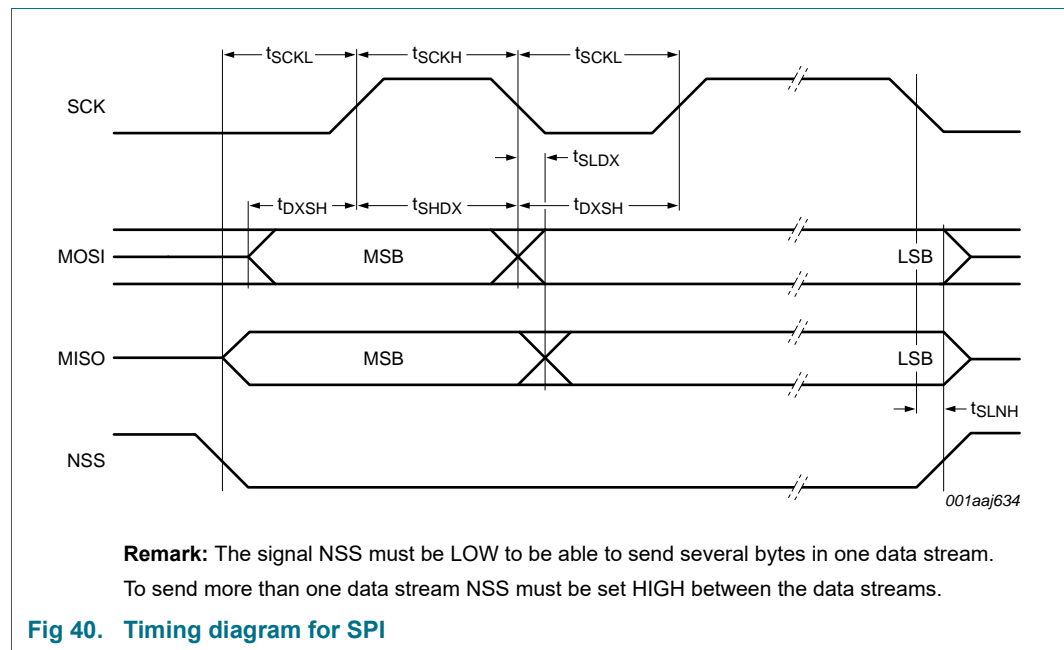 tSCKL tSCKH tSCKL
SCK
tSLDX
tDXSH tSHDX tDXSH
MOSI MSB LSB
MISO MSB LSB
tSLNH
NSS
001aaj634
Remark: The signal NSS must be LOW to be able to send several bytes in one data stream.
To send more than one data stream NSS must be set HIGH between the data streams.
Fig 40. Timing diagram for SPI